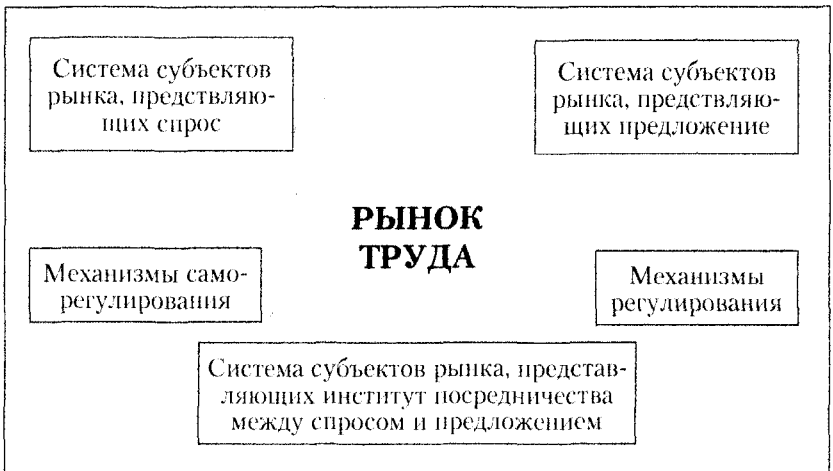 Система субъектов
рынка, предствляю-
щих спрос
Система субъектов
рынка, предствляю-
щих предложение
РЫНОК
ТРУДА
Механизмы само-
регулирования
Механизмы
регулирования
Система субъектов рынка, представ-
ляющих институт посредничества
между спросом и предложением